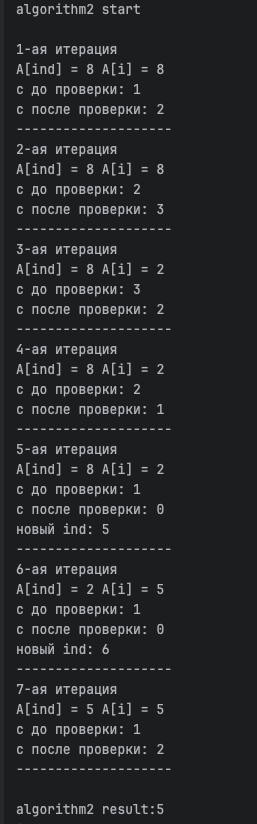 algorithm2 start
1-ая итерация
A[ind] = 8 A[i] = 8
с до проверки: 1
с после проверки: 2
--------------------
2-ая итерация
A[ind] = 8 A[i] = 8
с до проверки: 2
с после проверки: 3
--------------------
3-ая итерация
A[ind] = 8 A[i] = 2
с до проверки: 3
с после проверки: 2
--------------------
4-ая итерация
A[ind] = 8 A[i] = 2
с до проверки: 2
с после проверки: 1
--------------------
5-ая итерация
A[ind] = 8 A[i] = 2
с до проверки: 1
с после проверки: 0
новый ind: 5
--------------------
6-ая итерация
A[ind] = 2 A[i] = 5
с до проверки: 1
с после проверки: 0
новый ind: 6
--------------------
7-ая итерация
A[ind] = 5 A[i] = 5
с до проверки: 1
с после проверки: 2
--------------------
algorithm2 result:5